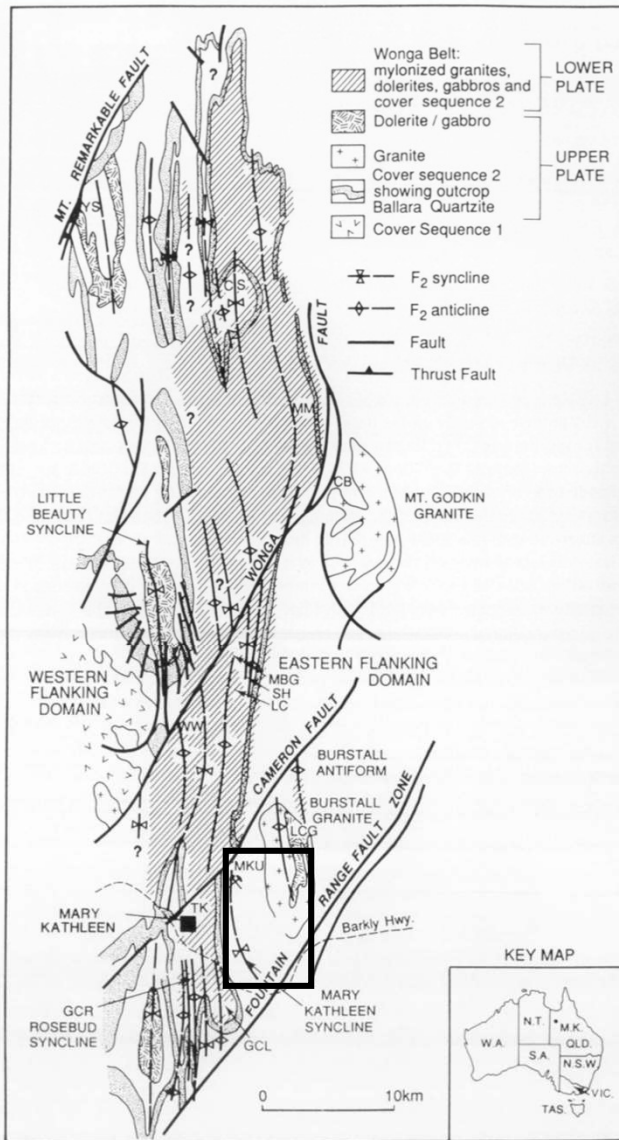 Wonga Belt:
mylonized granites,
dolerites, gabbros and
cover sequence 2
LOWER
PLATE
Dolerite / gabbro
Granite
Cover sequence 2
showing outcrop
Ballara Quartzite
Cover Sequence 1
UPPER
PLATE
F2 syncline
F2 anticline
Fault
Thrust Fault
MT. REMARKABLE FAULT
?
YS
?
?
C.S.
FAULT
MM
?
CB
MT. GODKIN
GRANITE
LITTLE
BEAUTY
SYNCLINE
WONGA
?
EASTERN FLANKING
DOMAIN
MBG
SH
LC
WESTERN
FLANKING
DOMAIN
WW
CAMERON FAULT
BURSTALL
ANTIFORM
BURSTALL
GRANITE
LCG
?
MKU
FOUNTAIN RANGE FAULT ZONE
TK
MARY
KATHLEEN
Barkly Hwy.
GCR
ROSEBUD
SYNCLINE
GCL
MARY
KATHLEEN
SYNCLINE
0 10km
KEY MAP
W.A.
N.T.
M.K.
QLD.
S.A.
N.S.W.
VIC.
TAS.